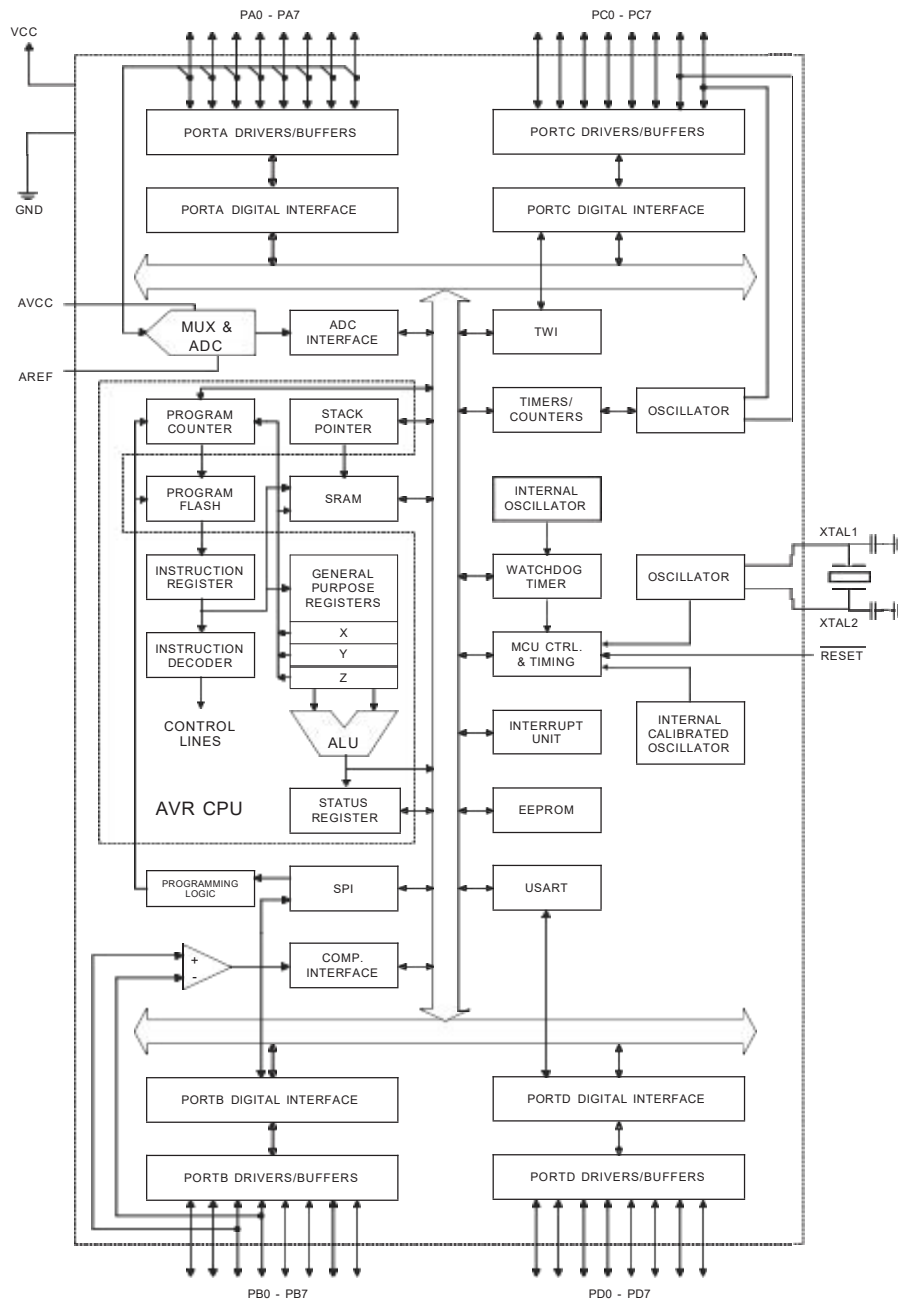 PA0 - PA7
PC0 - PC7
VCC
GND
PORTA DRIVERS/BUFFERS
PORTC DRIVERS/BUFFERS
PORTA DIGITAL INTERFACE
PORTC DIGITAL INTERFACE
AVCC
AREF
MUX &
ADC
ADC
INTERFACE
TWI
PROGRAM
COUNTER
STACK
POINTER
TIMERS/
COUNTERS
OSCILLATOR
PROGRAM
FLASH
SRAM
INTERNAL
OSCILLATOR
XTAL1
INSTRUCTION
REGISTER
GENERAL
PURPOSE
REGISTERS
WATCHDOG
TIMER
OSCILLATOR
XTAL2
X
Y
Z
INSTRUCTION
DECODER
MCU CTRL.
& TIMING
RESET
CONTROL
LINES
ALU
INTERRUPT
UNIT
INTERNAL
CALIBRATED
OSCILLATOR
AVR CPU
STATUS
REGISTER
EEPROM
PROGRAMMING
LOGIC
SPI
USART
+
-
COMP.
INTERFACE
PORTB DIGITAL INTERFACE
PORTD DIGITAL INTERFACE
PORTB DRIVERS/BUFFERS
PORTD DRIVERS/BUFFERS
PB0 - PB7
PD0 - PD7